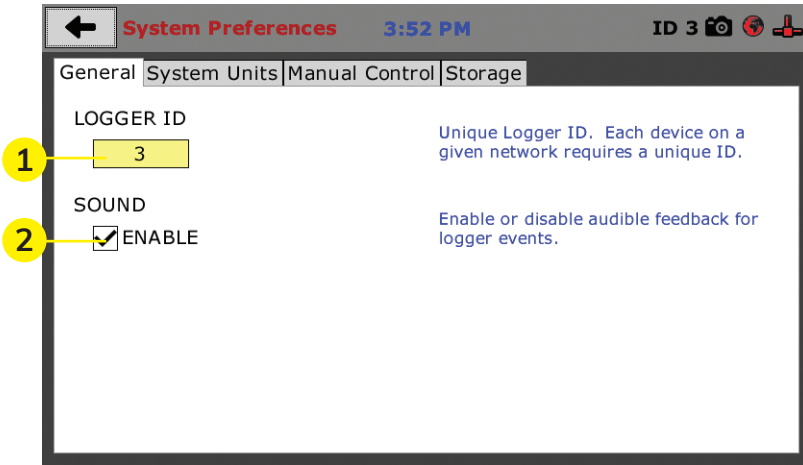 System Preferences 3:52 PM ID 3
General System Units Manual Control Storage
LOGGER ID
Unique Logger ID. Each device on a
given network requires a unique ID.
1 3
SOUND
Enable or disable audible feedback for
logger events.
2 ENABLE